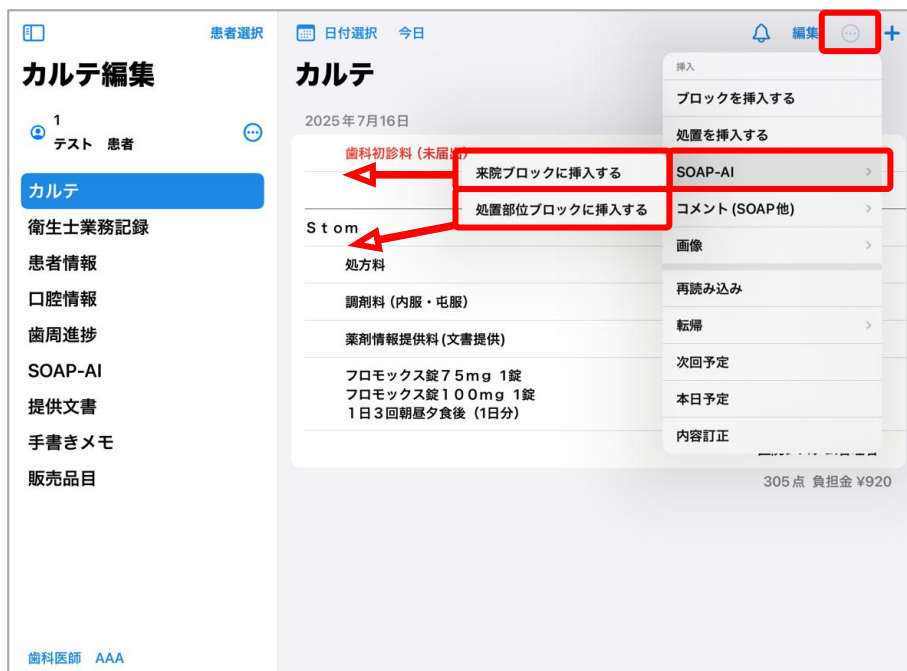 患者選択
カルテ編集
1
テスト 患者
カルテ
衛生士業務記録
患者情報
口腔情報
歯周進捗
SOAP-AI
提供文書
手書きメモ
販売品目
歯科医師 AAA
日付選択 今日
編集
カルテ
2025年7月16日
歯科初診料 (未届出)
Stom
処方料
調剤料 (内服・屯服)
薬剤情報提供料(文書提供)
フロモックス錠75mg 1錠
フロモックス錠100mg 1錠
1日3回朝昼夕食後 (1日分)
305点 負担金 ¥920
来院ブロックに挿入する
処置部位ブロックに挿入する
挿入
ブロックを挿入する
処置を挿入する
SOAP-AI
コメント (SOAP他)
画像
再読み込み
転帰
次回予定
本日予定
内容訂正